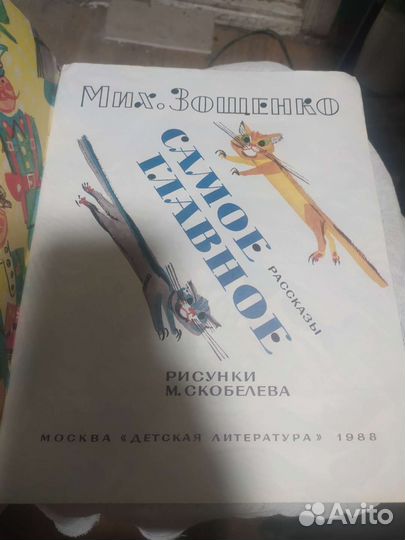 Мих. Зощенко
САМОЕ
ГЛАВНОЕ
РАССКАЗЫ
РИСУНКИ
М. СКОБЕЛЕВА
МОСКВА «ДЕТСКАЯ ЛИТЕРАТУРА» 1988
Avito